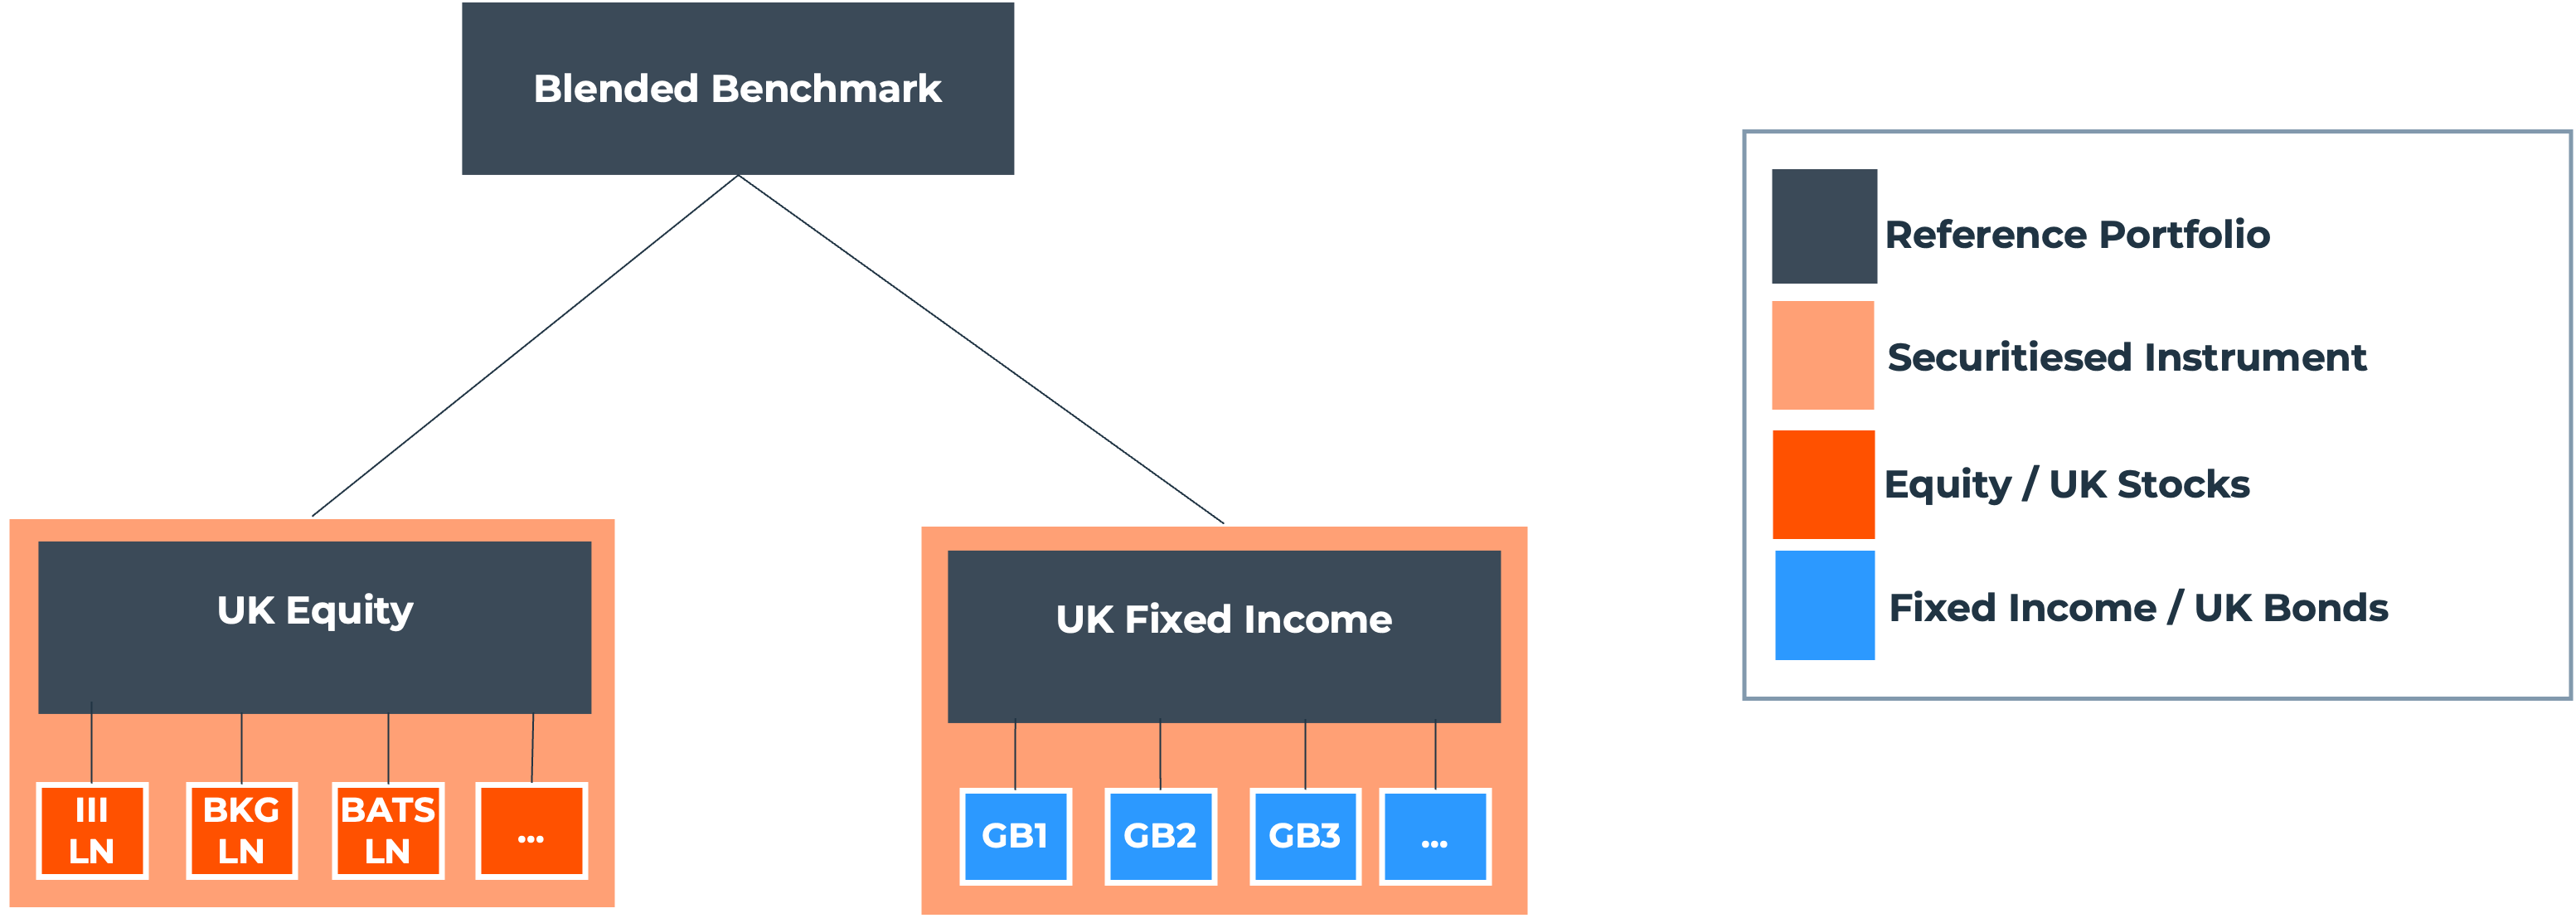 Blended Benchmark
Reference Portfolio
Securitiesed Instrument
Equity / UK Stocks
Fixed Income / UK Bonds
UK Equity
UK Fixed Income
III
LN
BKG
LN
BATS
LN
...
GB1
GB2
GB3
...